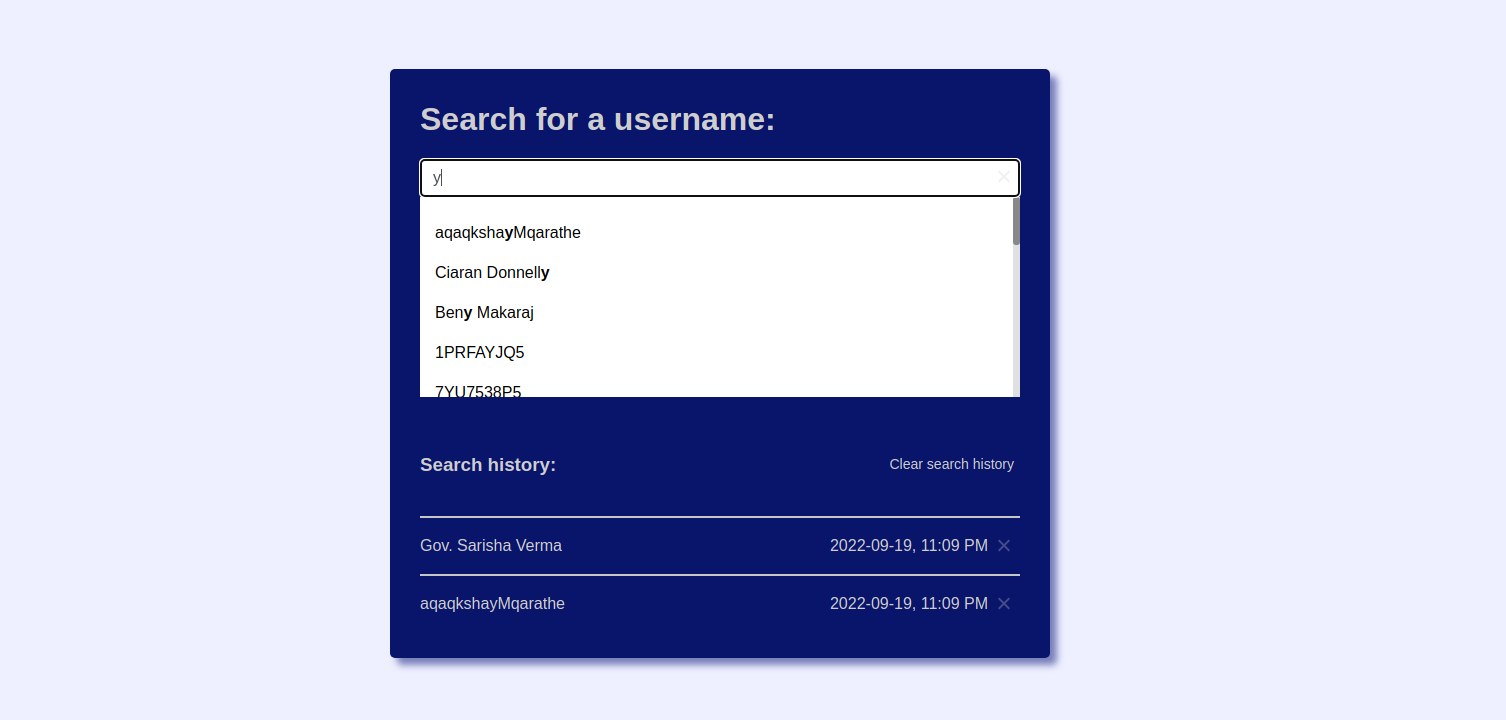 Search for a username:
y
aqaqkshayMqarathe
Ciaran Donnelly
Beny Makaraj
1PRFAYJQ5
7YU7538P5
Search history:
Clear search history
Gov. Sarisha Verma 2022-09-19, 11:09 PM
aqaqkshayMqarathe 2022-09-19, 11:09 PM